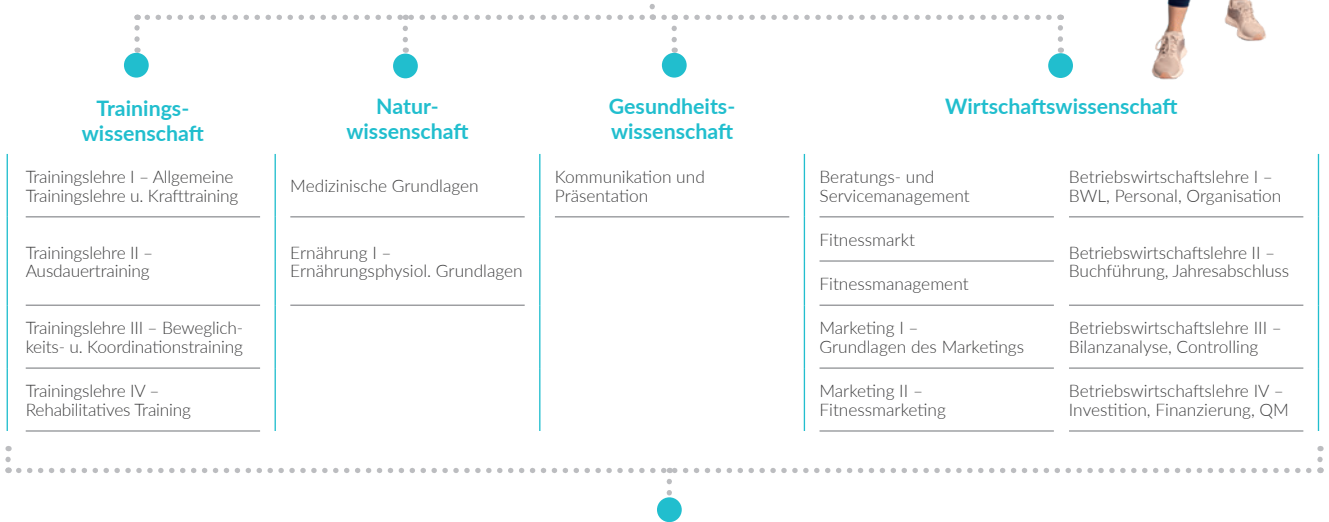 Trainings-
wissenschaft
Trainingslehre I – Allgemeine
Trainingslehre u. Krafttraining
Trainingslehre II –
Ausdauertraining
Trainingslehre III – Beweglich-
keits- u. Koordinationstraining
Trainingslehre IV –
Rehabilitatives Training
Natur-
wissenschaft
Medizinische Grundlagen
Ernährung I –
Ernährungsphysiol. Grundlagen
Gesundheits-
wissenschaft
Kommunikation und
Präsentation
Wirtschaftswissenschaft
Beratungs- und
Servicemanagement
Fitnessmarkt
Fitnessmanagement
Marketing I –
Grundlagen des Marketings
Marketing II –
Fitnessmarketing
Betriebswirtschaftslehre I –
BWL, Personal, Organisation
Betriebswirtschaftslehre II –
Buchführung, Jahresabschluss
Betriebswirtschaftslehre III –
Bilanzanalyse, Controlling
Betriebswirtschaftslehre IV –
Investition, Finanzierung, QM